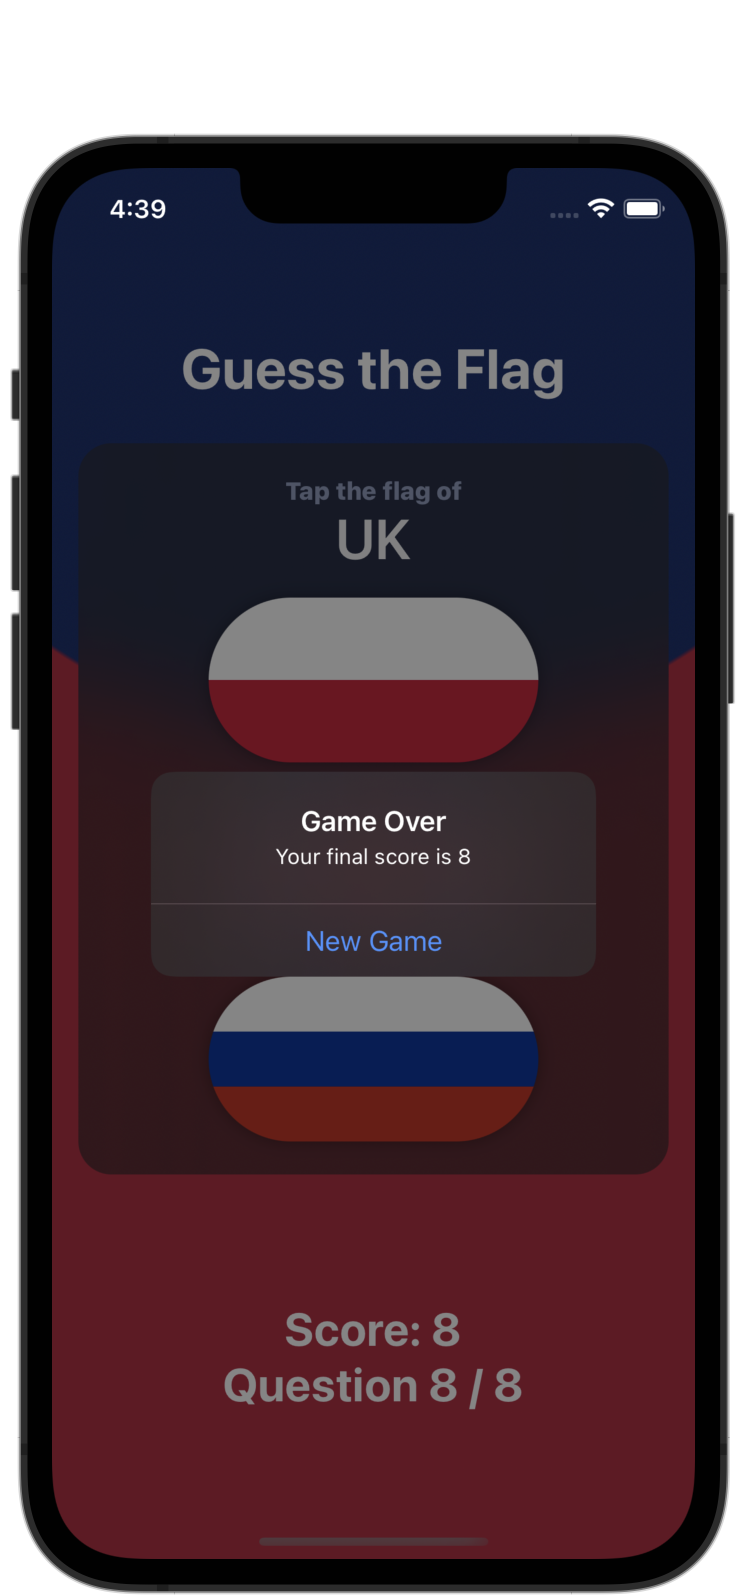 4:39
Guess the Flag
Tap the flag of
UK
Game Over
Your final score is 8
New Game
Score: 8
Question 8 / 8